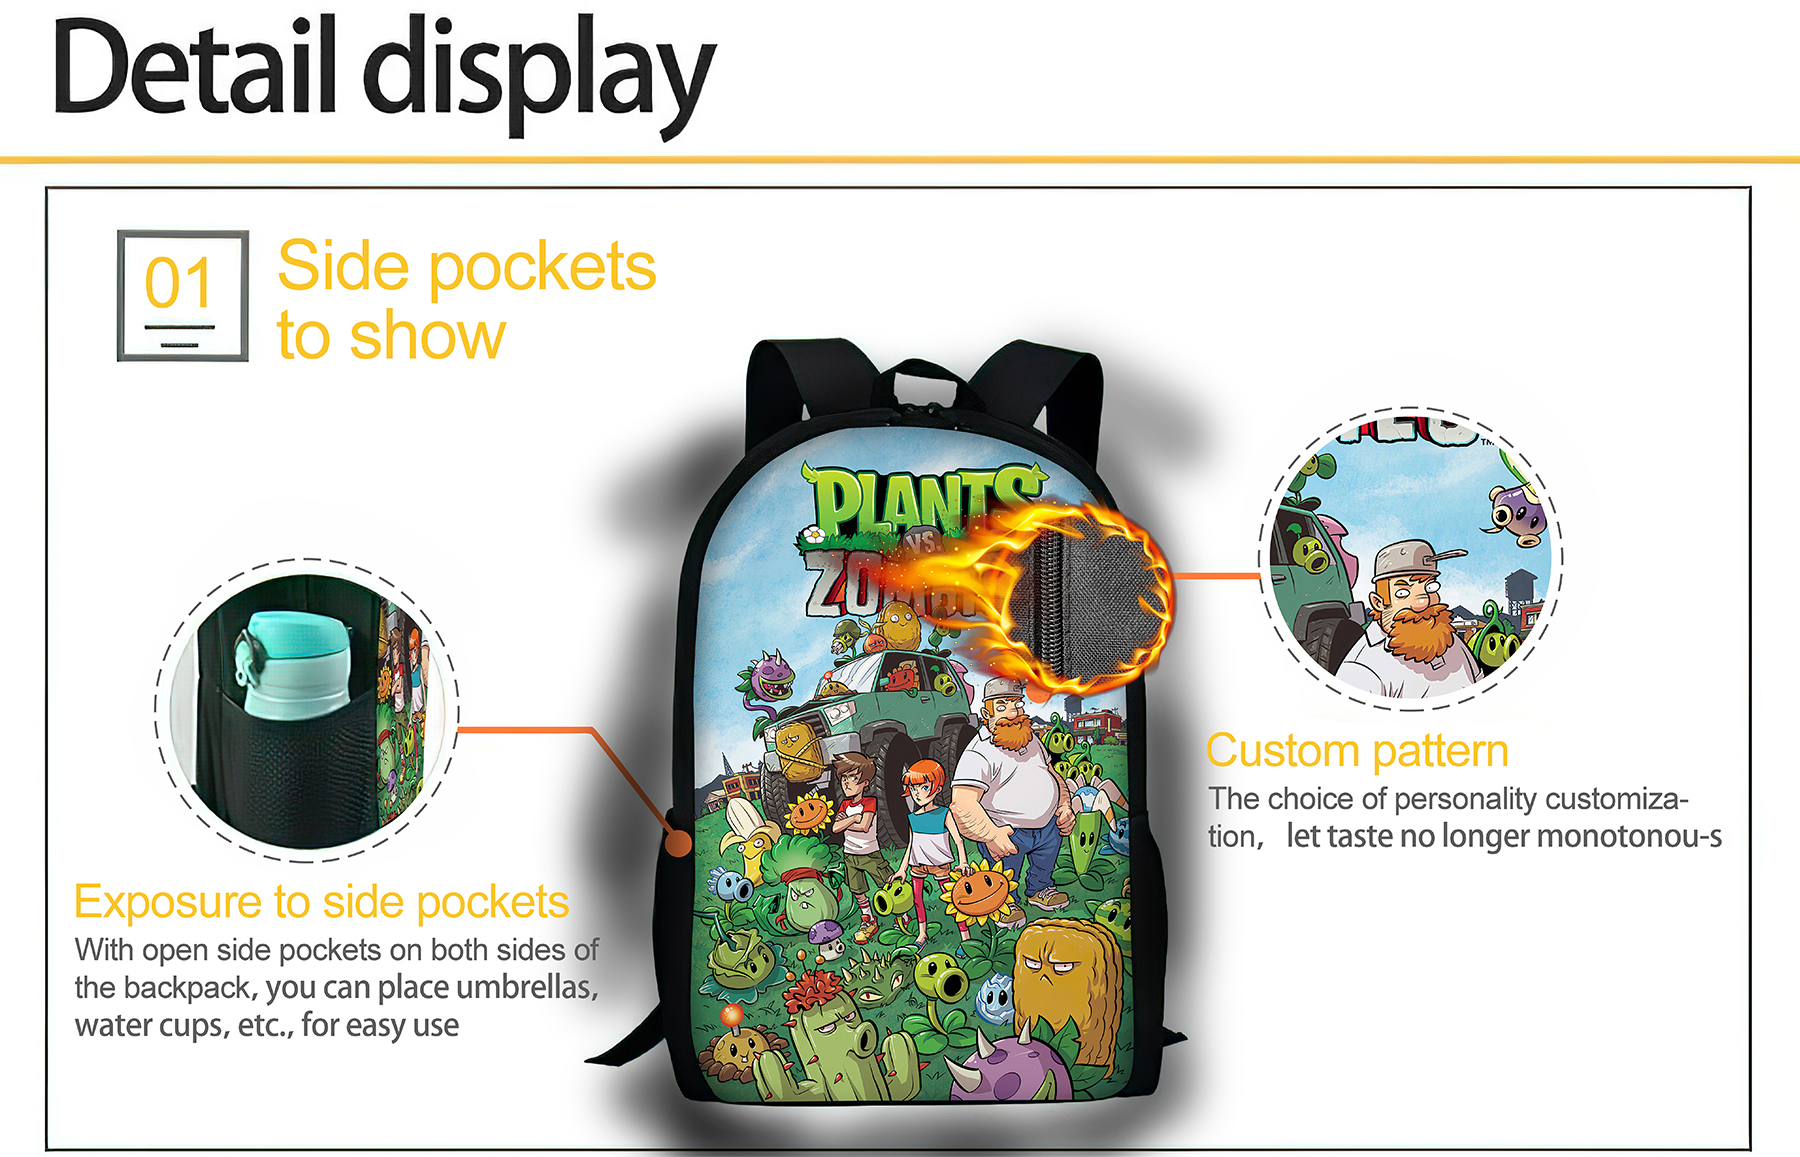 Detail display
01
Side pockets
to show
PLANTS
VS.
TM
Exposure to side pockets
With open side pockets on both sides of
the backpack, you can place umbrellas,
water cups, etc., for easy use
Custom pattern
The choice of personality customiza-
tion, let taste no longer monotonou-s